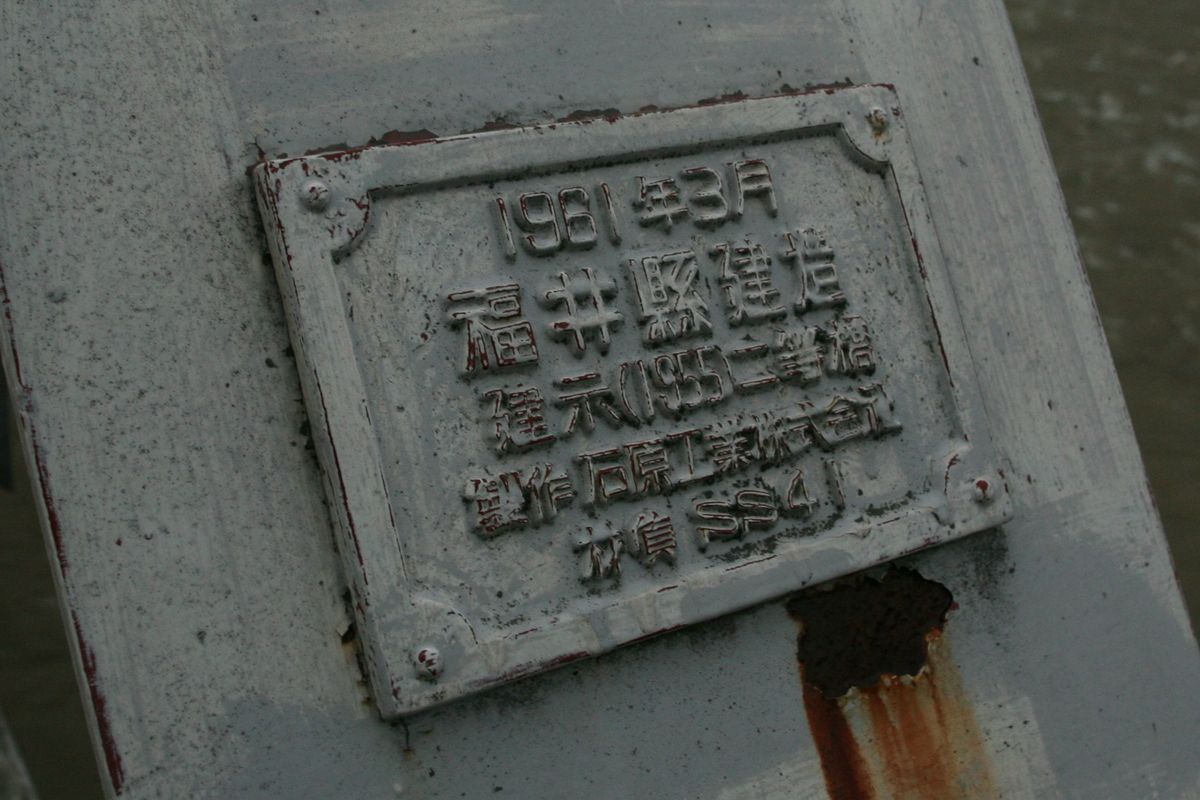 1961年3月
福井縣建造
建示(1955)二等橋
製作石原工業株式会社
材質 SS41